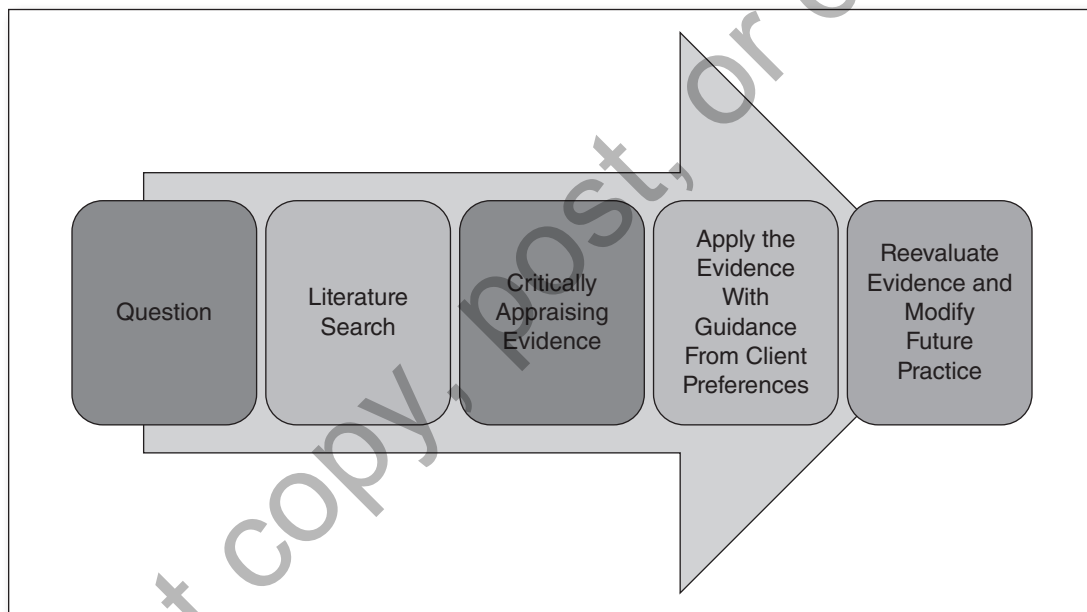 Question
Literature
Search
Critically
Appraising
Evidence
Apply the
Evidence
With
Guidance
From Client
Preferences
Reevaluate
Evidence and
Modify
Future
Practice
copy, post, or